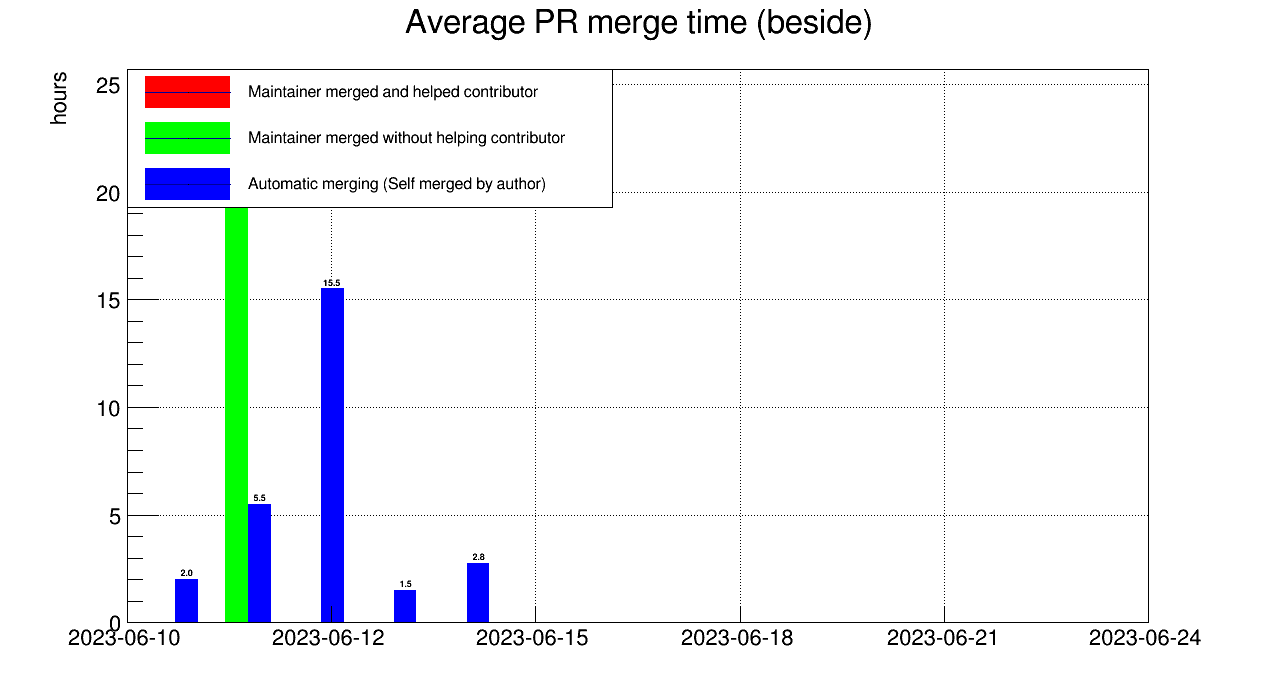 Average PR merge time (beside)
hours
25
Maintainer merged and helped contributor
Maintainer merged without helping contributor
Automatic merging (Self merged by author)
20
15.5
15
10
5.5
5
2.8
2.0
1.5
0
2023-06-10 2023-06-12 2023-06-15 2023-06-18 2023-06-21 2023-06-24